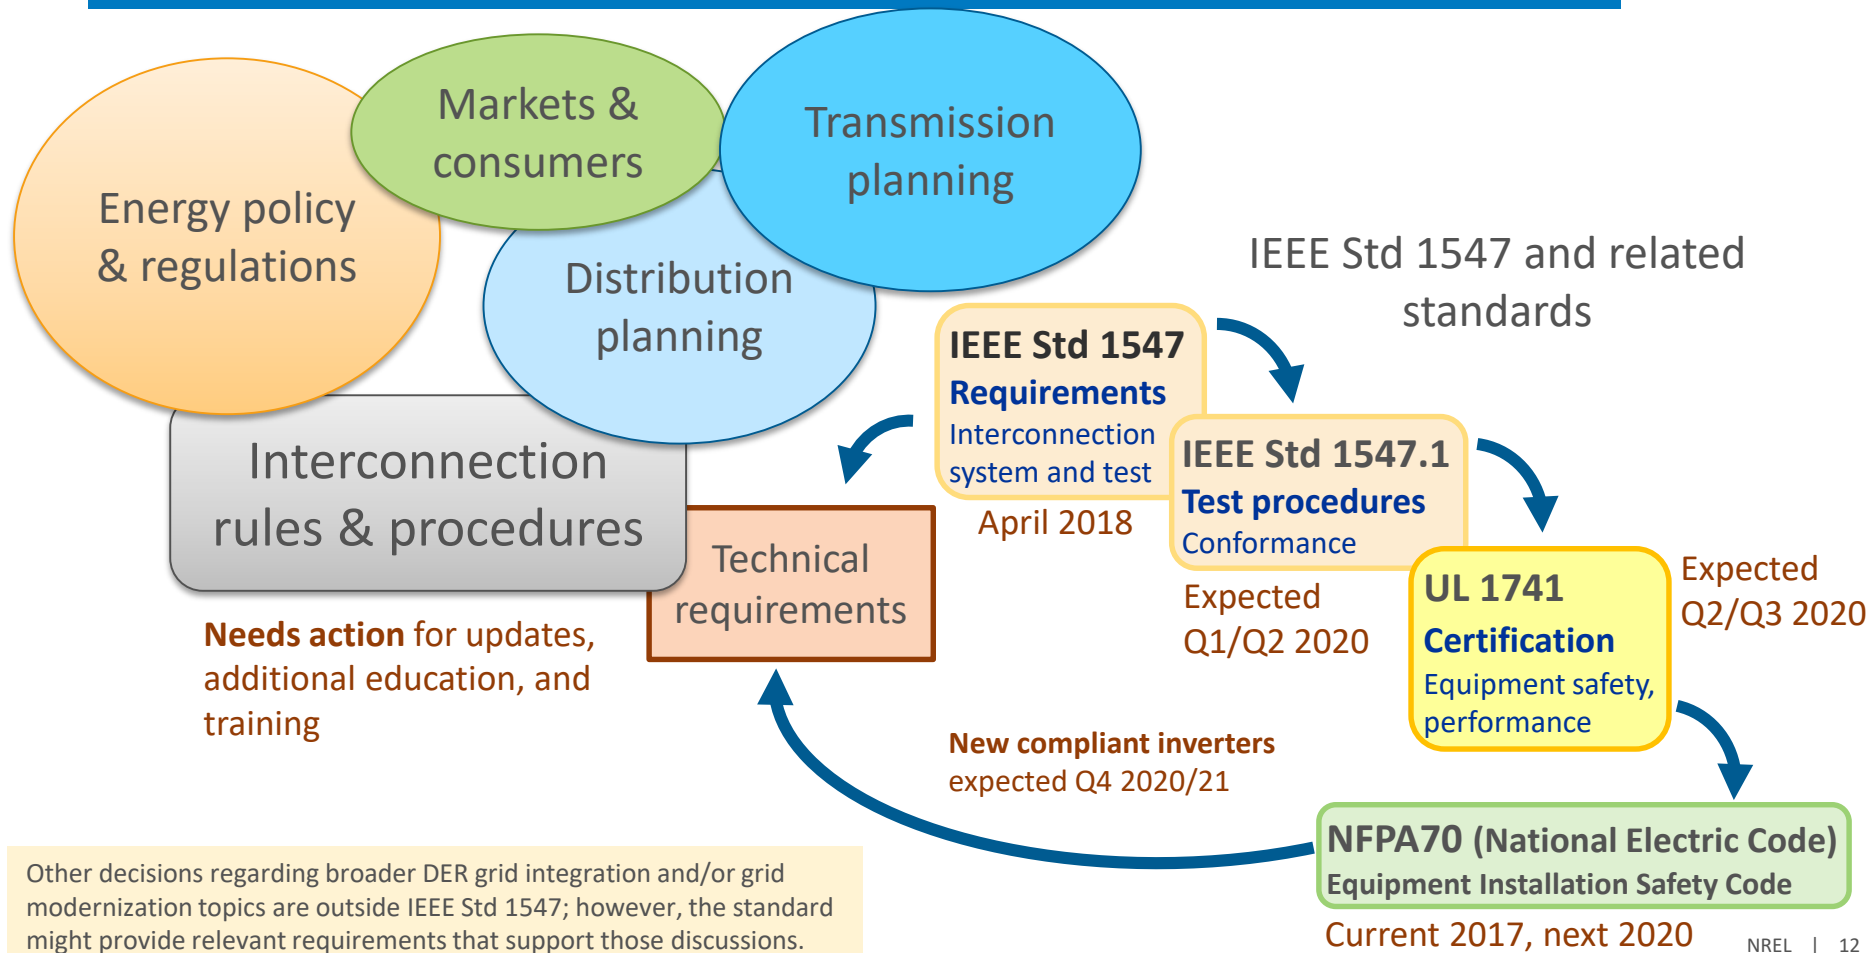 Markets &
consumers
Transmission
planning
Energy policy
& regulations
Distribution
planning
IEEE Std 1547 and related
standards
IEEE Std 1547
Requirements
Interconnection
system and test
April 2018
IEEE Std 1547.1
Test procedures
Conformance
Expected
Q1/Q2 2020
UL 1741
Certification
Equipment safety,
performance
Expected
Q2/Q3 2020
Interconnection
rules & procedures
Technical
requirements
Needs action for updates,
additional education, and
training
New compliant inverters
expected Q4 2020/21
NFPA70 (National Electric Code)
Equipment Installation Safety Code
Current 2017, next 2020
Other decisions regarding broader DER grid integration and/or grid
modernization topics are outside IEEE Std 1547; however, the standard
might provide relevant requirements that support those discussions.
NREL | 12